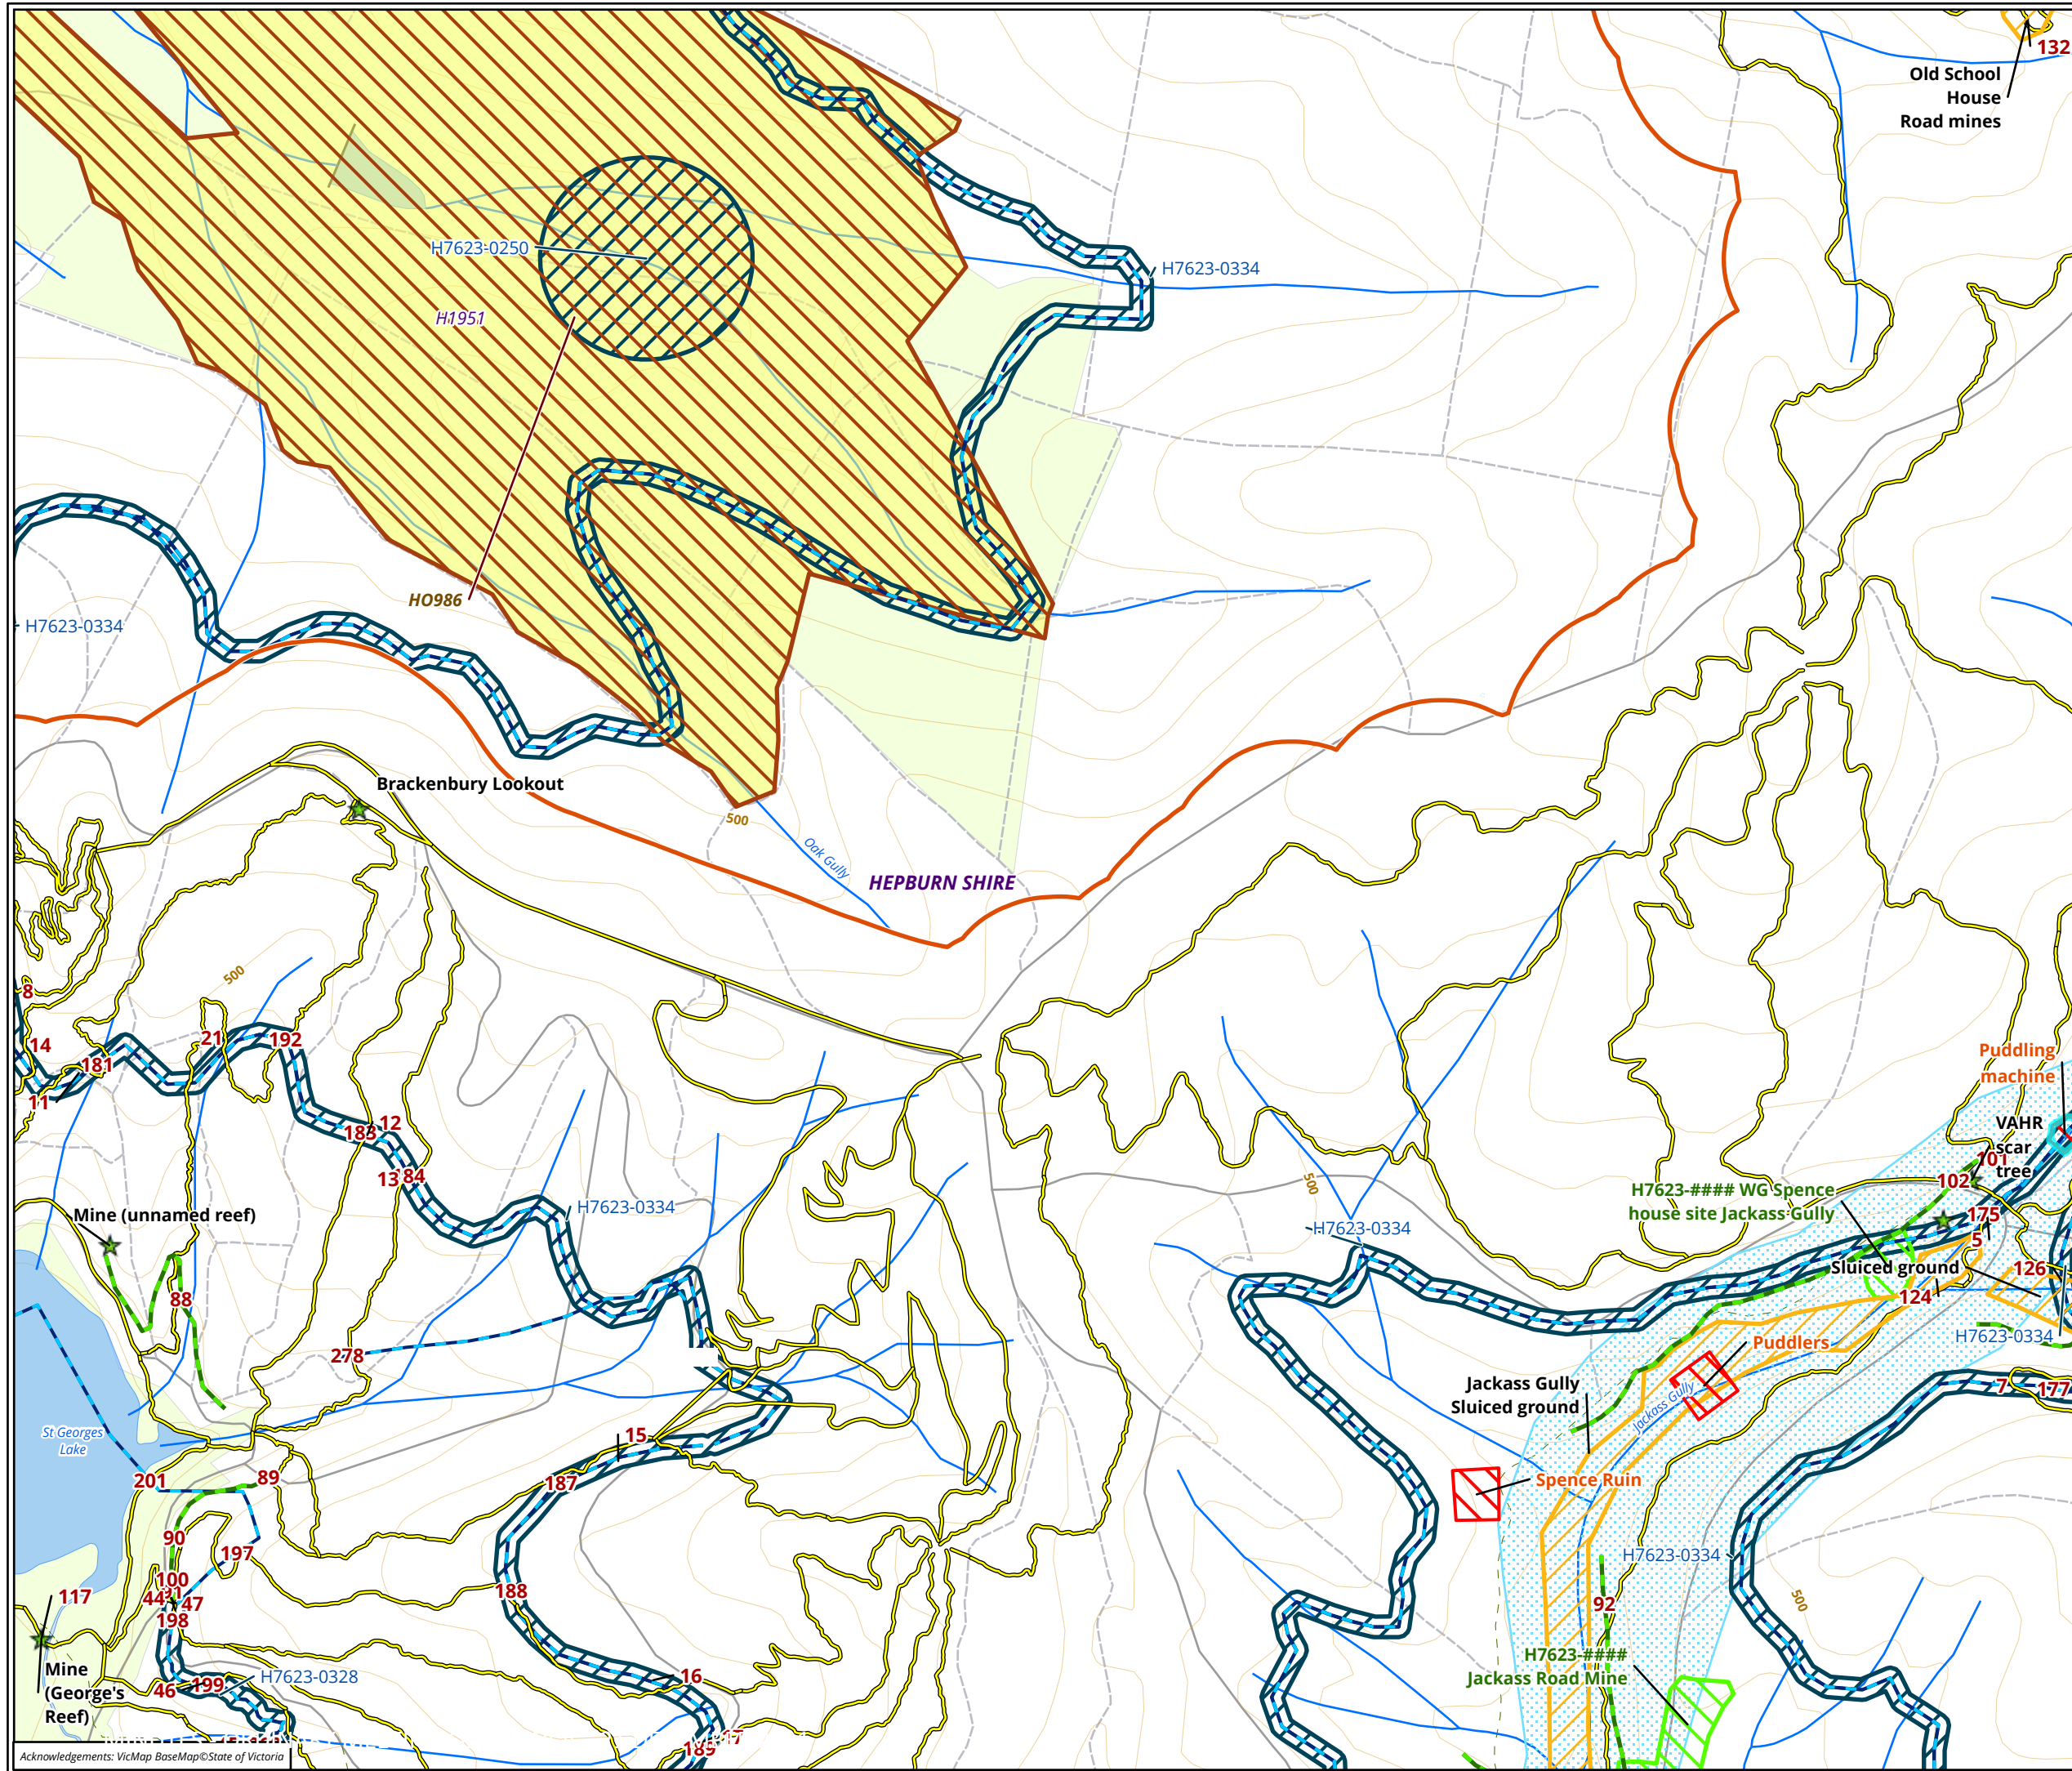 132
Old School
House
Road mines
H7623-0250
H7623-0334
H1951
HO986
H7623-0334
Brackenbury Lookout
500
Oak Gully
HEPBURN SHIRE
500
8
14
21
192
181
11
183
12
13
184
Puddling
machine
VAHR
scar
tree
101
102
H7623-#### WG Spence
house site Jackass Gully
175
5
Sluiced ground
126
124
H7623-0334
500
H7623-0334
H7623-0334
Mine (unnamed reef)
88
278
Puddlers
7
177
Jackass Gully
Sluiced ground
Jackass Gully
St Georges
Lake
15
201
89
187
Spence Ruin
90
197
H7623-0334
100
44
47
198
117
188
92
500
H7623-####
Jackass Road Mine
Mine
(George's
Reef)
46
199
H7623-0328
16
17
189
Acknowledgements: VicMap BaseMap©State of Victoria